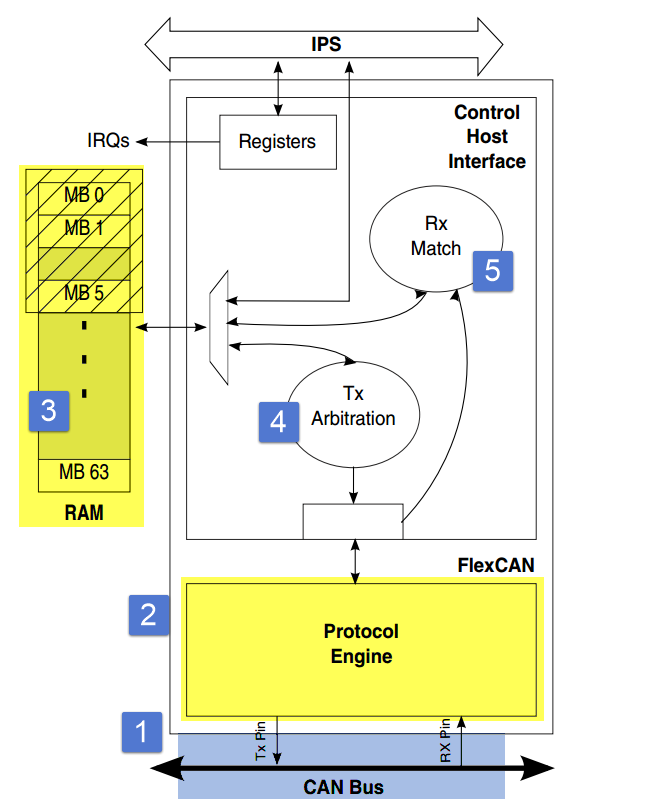 IPS
Control
Host
Interface
IRQs
Registers
MB 0
MB 1
MB 5
Rx
Match
5
3
4
Tx
Arbitration
MB 63
RAM
FlexCAN
2
Protocol
Engine
1
Tx Pin
RX Pin
CAN Bus